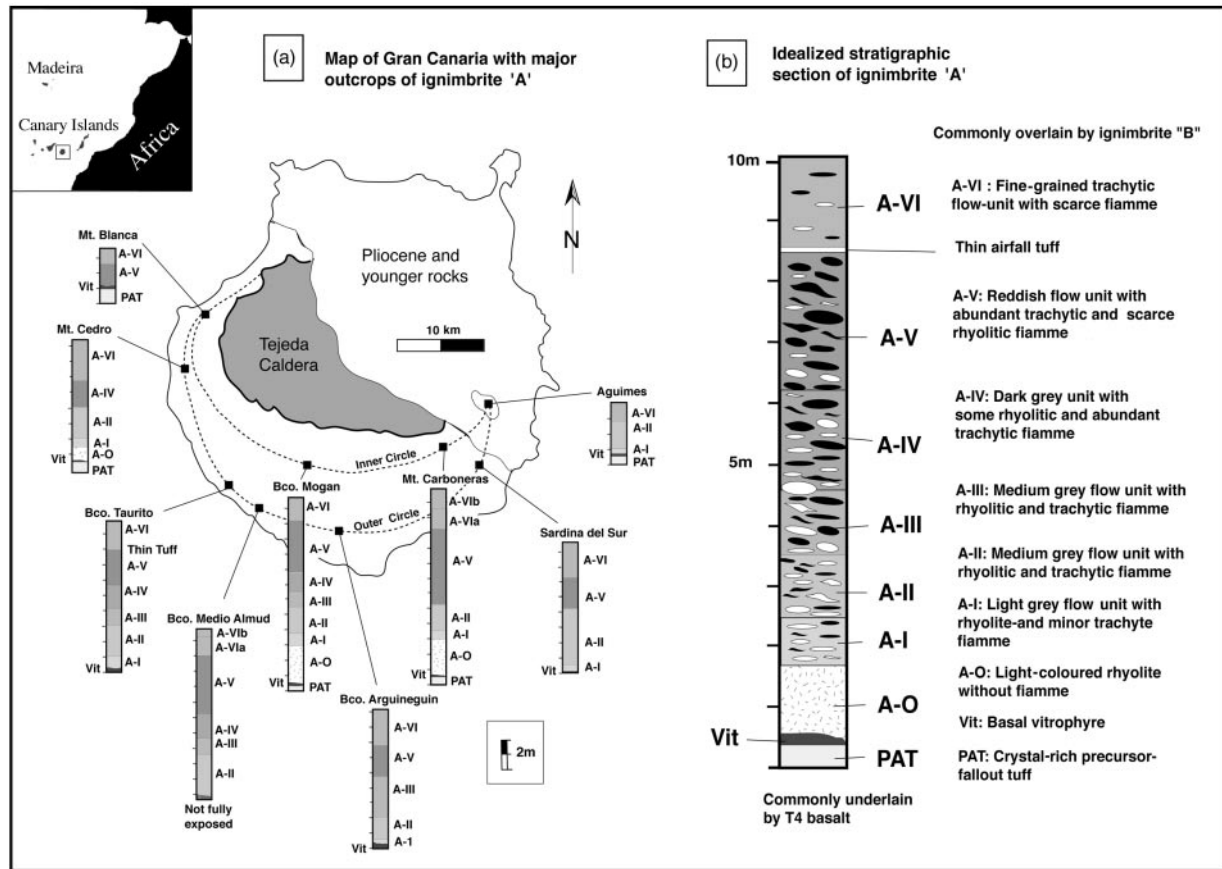 Madeira
Canary Islands
Africa
(a)
Map of Gran Canaria with major
outcrops of ignimbrite 'A'
N
Pliocene and
younger rocks
10 km
Tejeda
Caldera
Inner Circle
Outer Circle
Mt. Blanca
A-VI
A-V
Vit
PAT
Mt. Cedro
A-VI
A-IV
A-II
A-I
A-O
Vit
PAT
Bco. Taurito
A-VI
Thin Tuff
A-V
A-IV
A-III
A-II
A-I
Vit
Bco. Medio Almud
A-VIb
A-VIa
A-V
A-IV
A-III
A-II
Not fully
exposed
Bco. Mogan
A-VI
A-V
A-IV
A-III
A-II
A-I
A-O
Vit
PAT
Bco. Arguineguin
A-VI
A-V
A-III
A-II
A-1
Vit
Mt. Carboneras
A-VIb
A-VIa
A-V
A-II
A-I
A-O
Vit
PAT
Sardina del Sur
A-VI
A-V
A-II
A-I
Vit
Aguimes
A-VI
A-II
A-I
Vit
PAT
2m
(b)
Idealized stratigraphic
section of ignimbrite 'A'
Commonly overlain by ignimbrite "B"
10m
5m
A-VI
A-V
A-IV
A-III
A-II
A-I
A-O
Vit
PAT
A-VI : Fine-grained trachytic
flow-unit with scarce fiamme
Thin airfall tuff
A-V: Reddish flow unit with
abundant trachytic and scarce
rhyolitic fiamme
A-IV: Dark grey unit with
some rhyolitic and abundant
trachytic fiamme
A-III: Medium grey flow unit with
rhyolitic and trachytic fiamme
A-II: Medium grey flow unit with
rhyolitic and trachytic fiamme
A-I: Light grey flow unit with
rhyolite-and minor trachyte
fiamme
A-O: Light-coloured rhyolite
without fiamme
Vit: Basal vitrophyre
PAT: Crystal-rich precursor-
fallout tuff
Commonly underlain
by T4 basalt